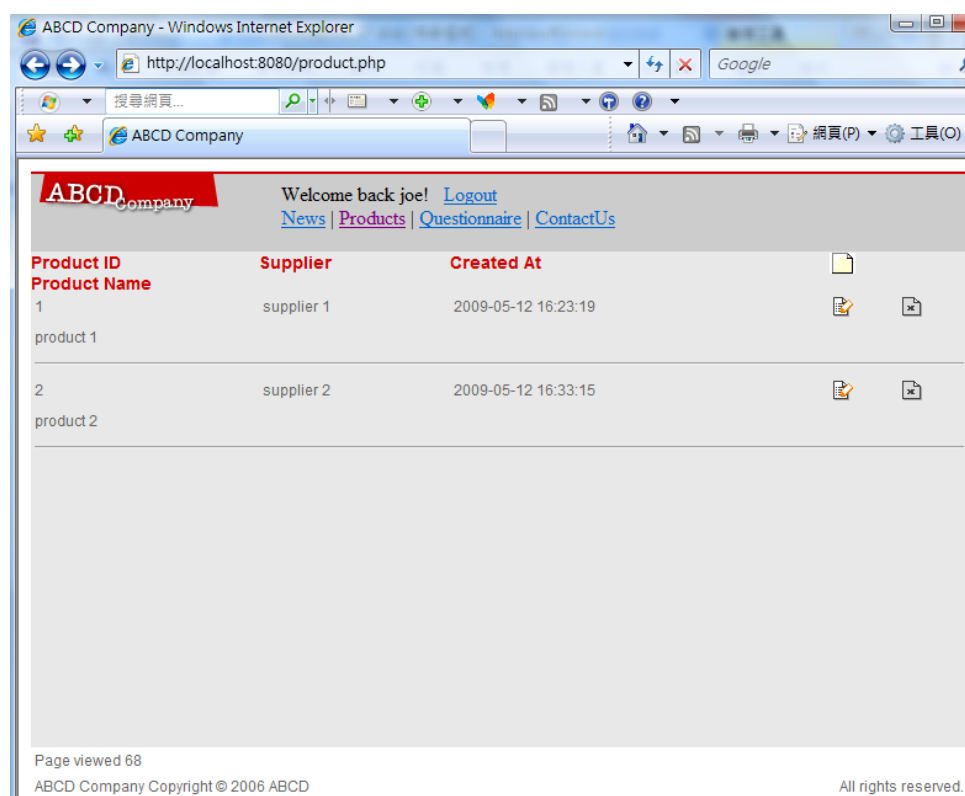 ABCD Company - Windows Internet Explorer
http://localhost:8080/product.php
Google
搜尋網頁...
ABCD Company
網頁(P)
工具(O)
ABCD Company
Welcome back joe! Logout
News | Products | Questionnaire | ContactUs
Product ID Supplier Created At
Product Name
1 supplier 1 2009-05-12 16:23:19
product 1
2 supplier 2 2009-05-12 16:33:15
product 2
Page viewed 68
ABCD Company Copyright © 2006 ABCD All rights reserved.